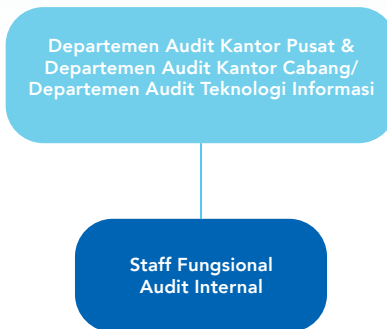 Departemen Audit Kantor Pusat &
Departemen Audit Kantor Cabang/
Departemen Audit Teknologi Informasi
Staff Fungsional
Audit Internal